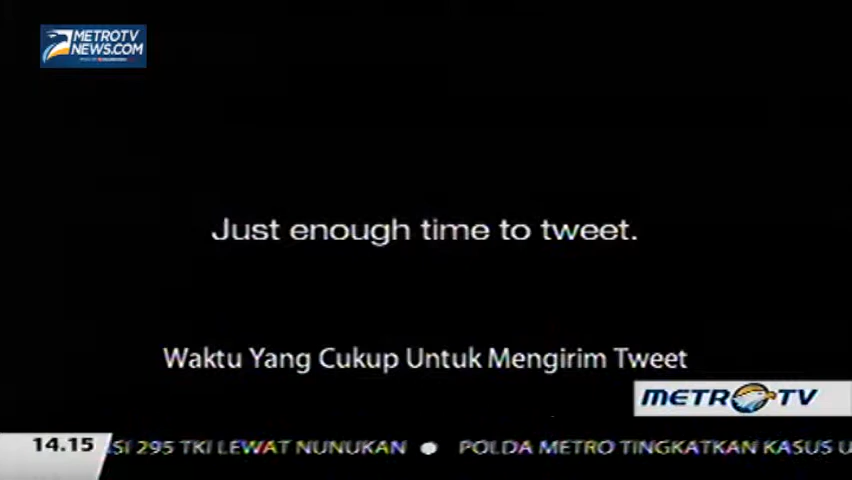 METROTV
NEWS.COM
Just enough time to tweet.
Waktu Yang Cukup Untuk Mengirim Tweet
METRO TV
14.15
SI 295 TKI LEWAT NUNUKAN ● POLDA METRO TINGKATKAN KASUS U